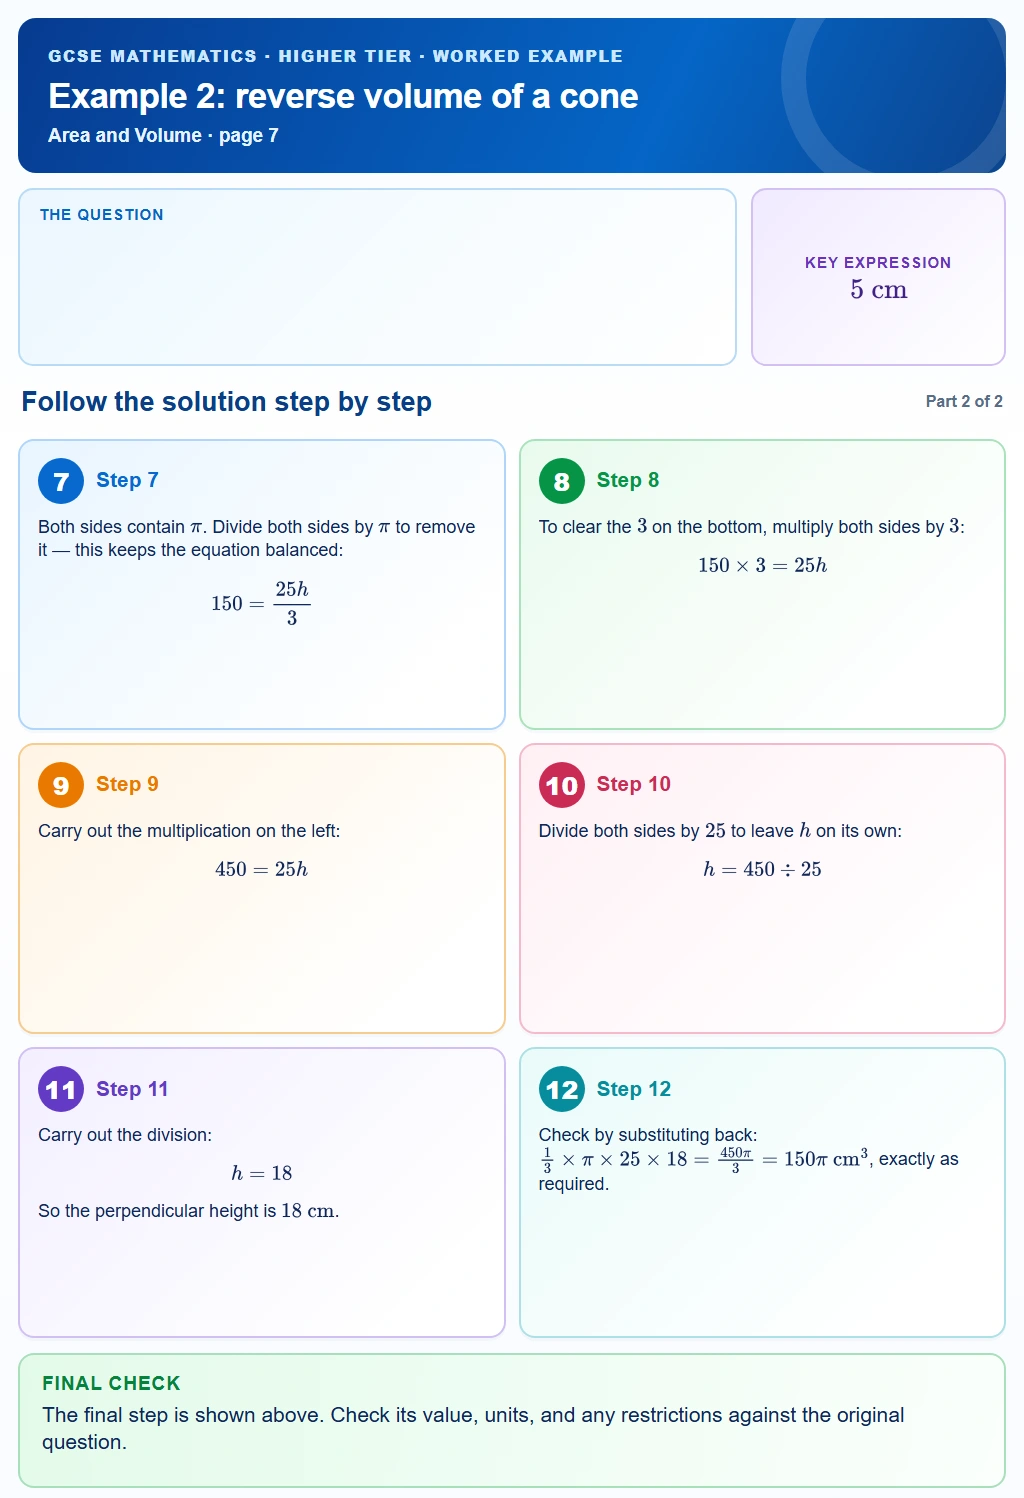 GCSE MATHEMATICS · HIGHER TIER · WORKED EXAMPLE
Example 2: reverse volume of a cone
Area and Volume · page 7
THE QUESTION
KEY EXPRESSION
5 cm
Follow the solution step by step
Part 2 of 2
7 Step 7
Both sides contain π. Divide both sides by π to remove
it — this keeps the equation balanced:
150 = 25h/3
8 Step 8
To clear the 3 on the bottom, multiply both sides by 3:
150 × 3 = 25h
9 Step 9
Carry out the multiplication on the left:
450 = 25h
10 Step 10
Divide both sides by 25 to leave h on its own:
h = 450 ÷ 25
11 Step 11
Carry out the division:
h = 18
So the perpendicular height is 18 cm.
12 Step 12
Check by substituting back:
1/3 × π × 25 × 18 = 450π/3 = 150π cm³, exactly as
required.
FINAL CHECK
The final step is shown above. Check its value, units, and any restrictions against the original
question.